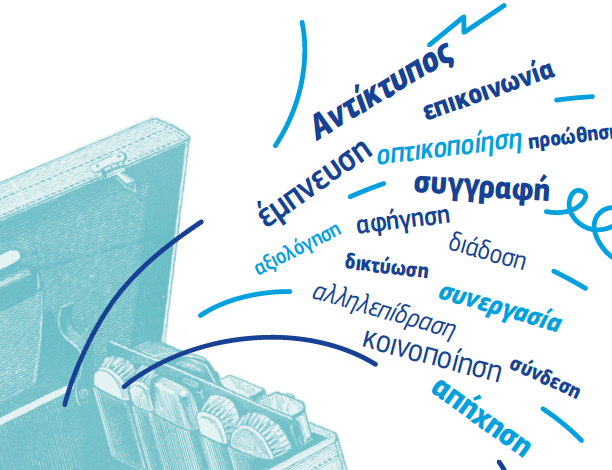 Αντίκτυπος
επικοινωνία
έμπνευση
οπτικοποίηση
προώθηση
συγγραφή
αφήγηση
αξιολόγηση
διάδοση
δικτύωση
αλληλεπίδραση
συνεργασία
κοινοποίηση
σύνδεση
απήχηση